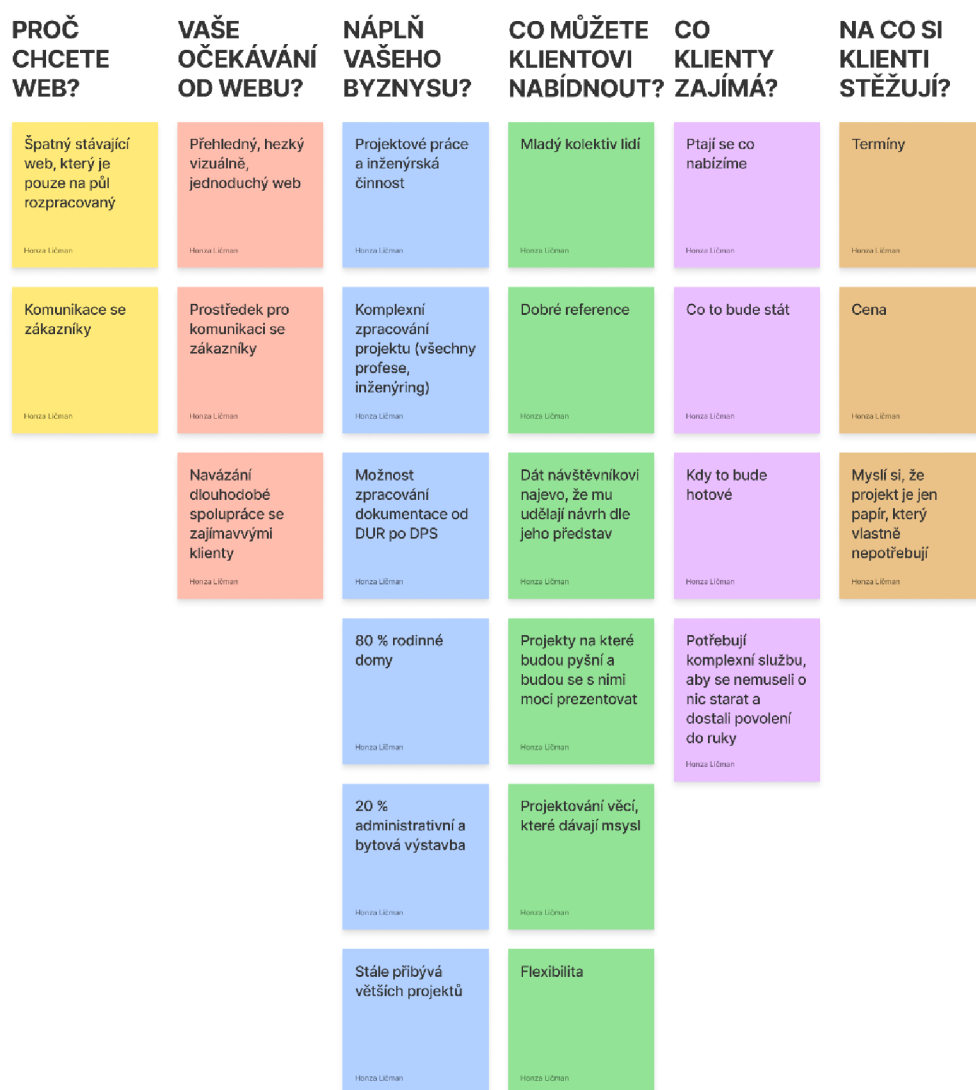 PROČ
CHCETE
WEB?
Špatný stávající
web, který je
pouze na půl
rozpracovaný
Honza Ličman
Komunikace se
zákazníky
Honza Ličman
VAŠE
OČEKÁVÁNÍ
OD WEBU?
Přehledný, hezký
vizuálně,
jednoduchý web
Honza Ličman
Prostředek pro
komunikaci se
zákazníky
Honza Ličman
Navázání
dlouhodobé
spolupráce se
zajímavvými
klienty
Honza Ličman
NÁPLŇ
VAŠEHO
BYZNYSU?
Projektové práce
a inženýrská
činnost
Honza Ličman
Komplexní
zpracování
projektu (všechny
profese,
inženýring)
Honza Ličman
Možnost
zpracování
dokumentace od
DUR po DPS
Honza Ličman
80 % rodinné
domy
Honza Ličman
20 %
administrativní a
bytová výstavba
Honza Ličman
Stále přibývá
větších projektů
Honza Ličman
CO MŮŽETE
KLIENTOVI
NABÍDNOUT?
Mladý kolektiv lidí
Honza Ličman
Dobré reference
Honza Ličman
Dát návštěvníkovi
najevo, že mu
udělají návrh dle
jeho představ
Honza Ličman
Projekty na které
budou pyšní a
budou se s nimi
moci prezentovat
Honza Ličman
Projektování věcí,
které dávají msysl
Honza Ličman
Flexibilita
Honza Ličman
CO
KLIENTY
ZAJÍMÁ?
Ptají se co
nabízíme
Honza Ličman
Co to bude stát
Honza Ličman
Kdy to bude
hotové
Honza Ličman
Potřebují
komplexní službu,
aby se nemuseli o
nic starat a
dostali povolení
do ruky
Honza Ličman
NA CO SI
KLIENTI
STĚŽUJÍ?
Termíny
Honza Ličman
Cena
Honza Ličman
Myslí si, že
projekt je jen
papír, který
vlastně
nepotřebují
Honza Ličman